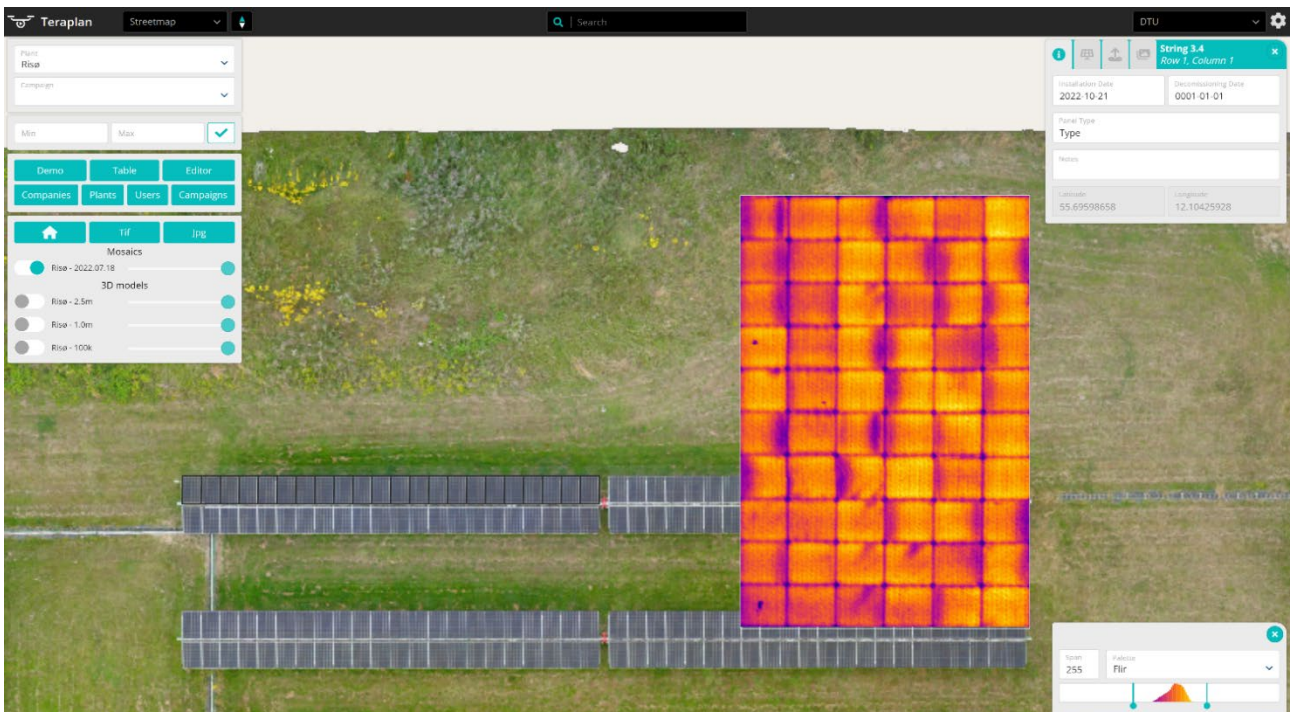 Teraplan
Streetmap
Search
DTU
Plant
Risø
Campaign
Min
Max
Demo
Table
Editor
Companies
Plants
Users
Campaigns
Tif
Jpg
Mosaics
Risø - 2022.07.18
3D models
Risø - 2.5m
Risø - 1.0m
Risø - 100k
String 3.4
Row 1, Column 1
Installation Date
2022-10-21
Decomissioning Date
0001-01-01
Panel Type
Type
Notes
Latitude
55.69598658
Longitude
12.10425928
Span
255
Palette
Flir